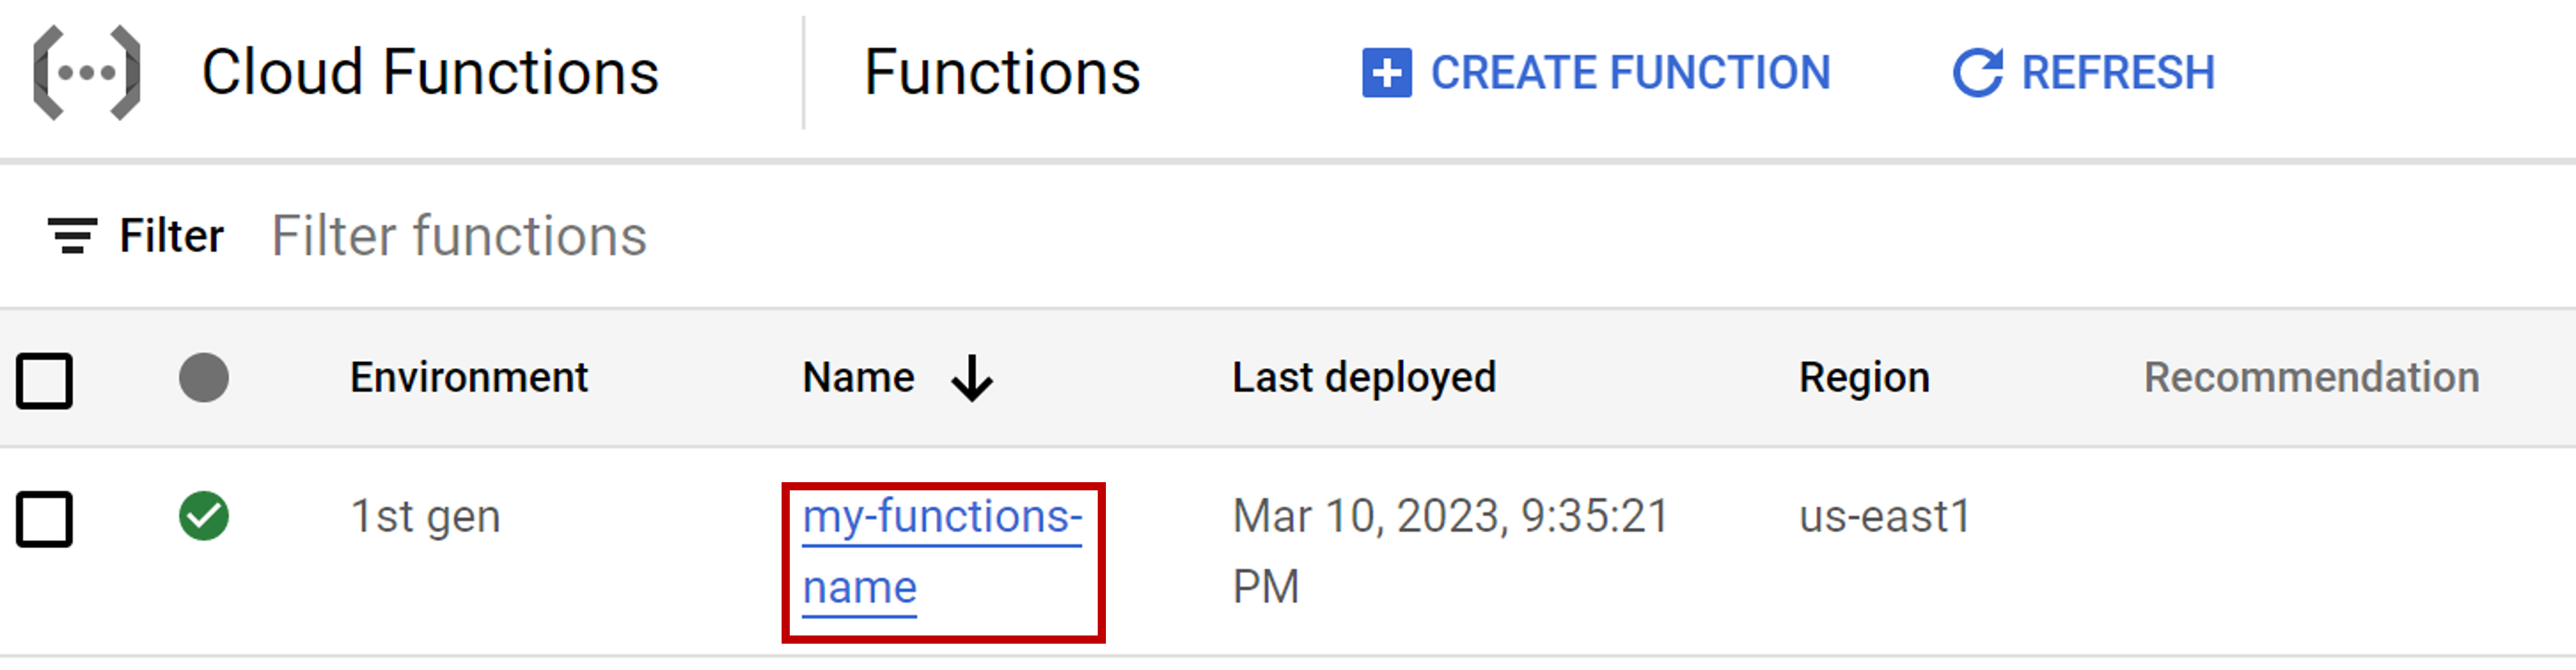 Cloud Functions Functions CREATE FUNCTION REFRESH
Filter Filter functions
Environment Name Last deployed Region Recommendation
1st gen my-functions- Mar 10, 2023, 9:35:21 us-east1
name PM